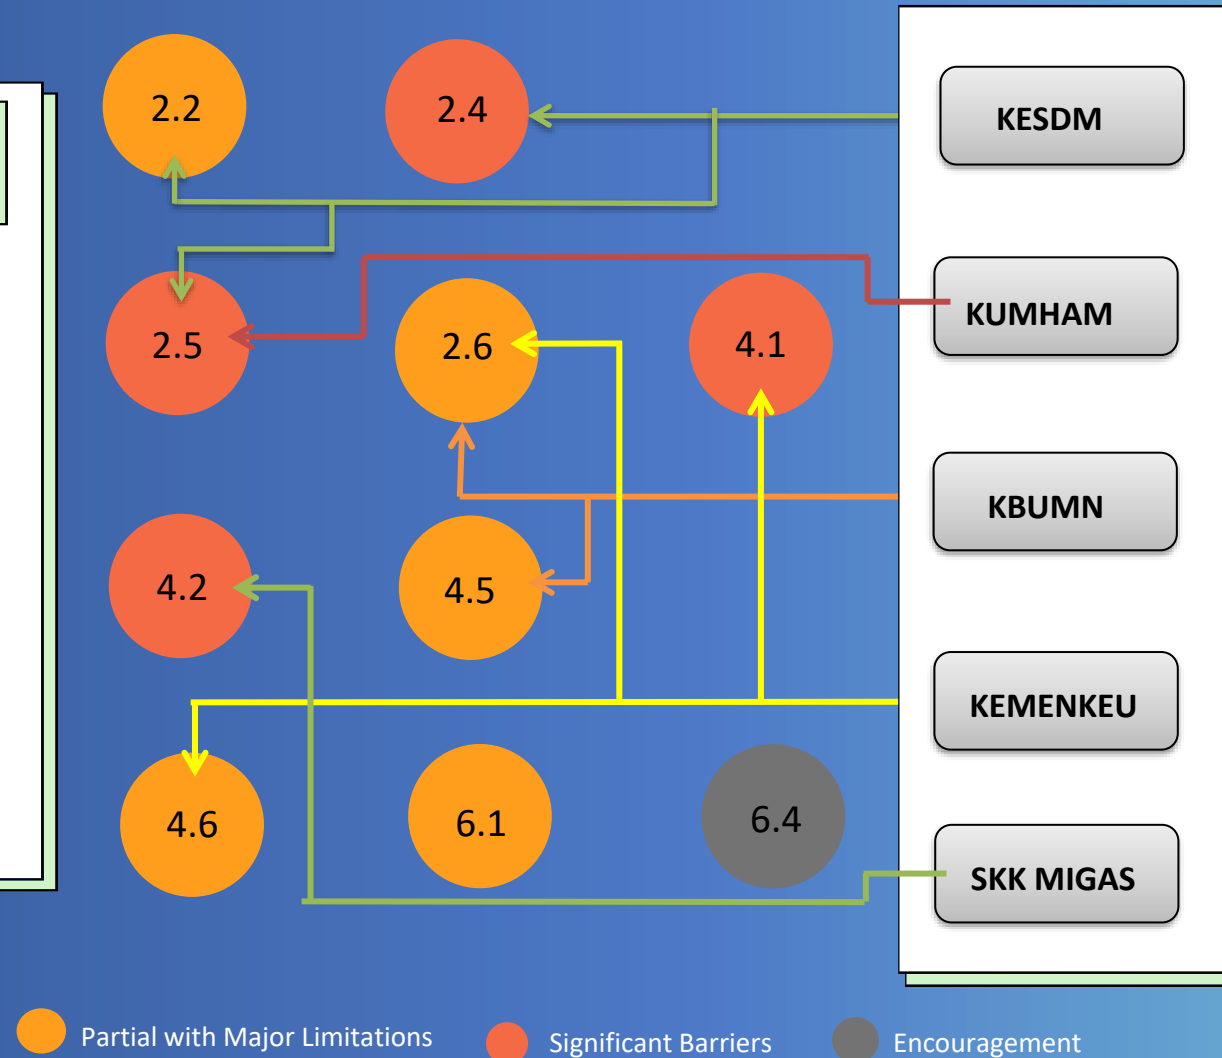 2.2
2.4
KESDM
2.5
2.6
4.1
KUMHAM
4.2
4.5
KBUMN
KEMENKEU
4.6
6.1
6.4
SKK MIGAS
Partial with Major Limitations
Significant Barriers
Encouragement